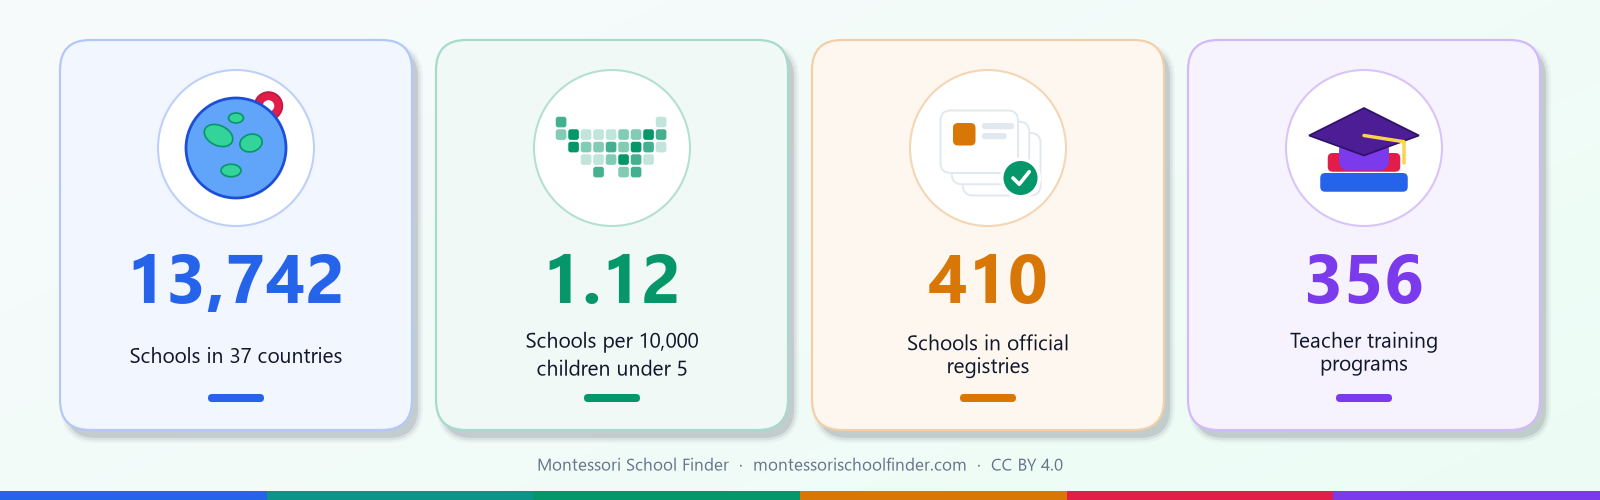 13,742
Schools in 37 countries
1.12
Schools per 10,000
children under 5
410
Schools in official
registries
356
Teacher training
programs
Montessori School Finder · montessorischoolfinder.com · CC BY 4.0